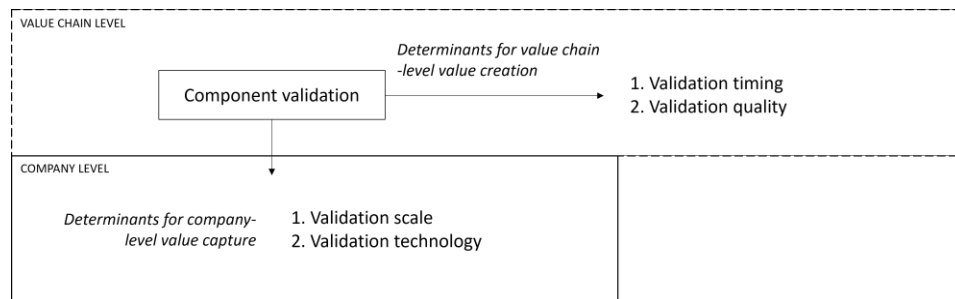 VALUE CHAIN LEVEL
Determinants for value chain
-level value creation
Component validation
1. Validation timing
2. Validation quality
COMPANY LEVEL
Determinants for company-
level value capture
1. Validation scale
2. Validation technology